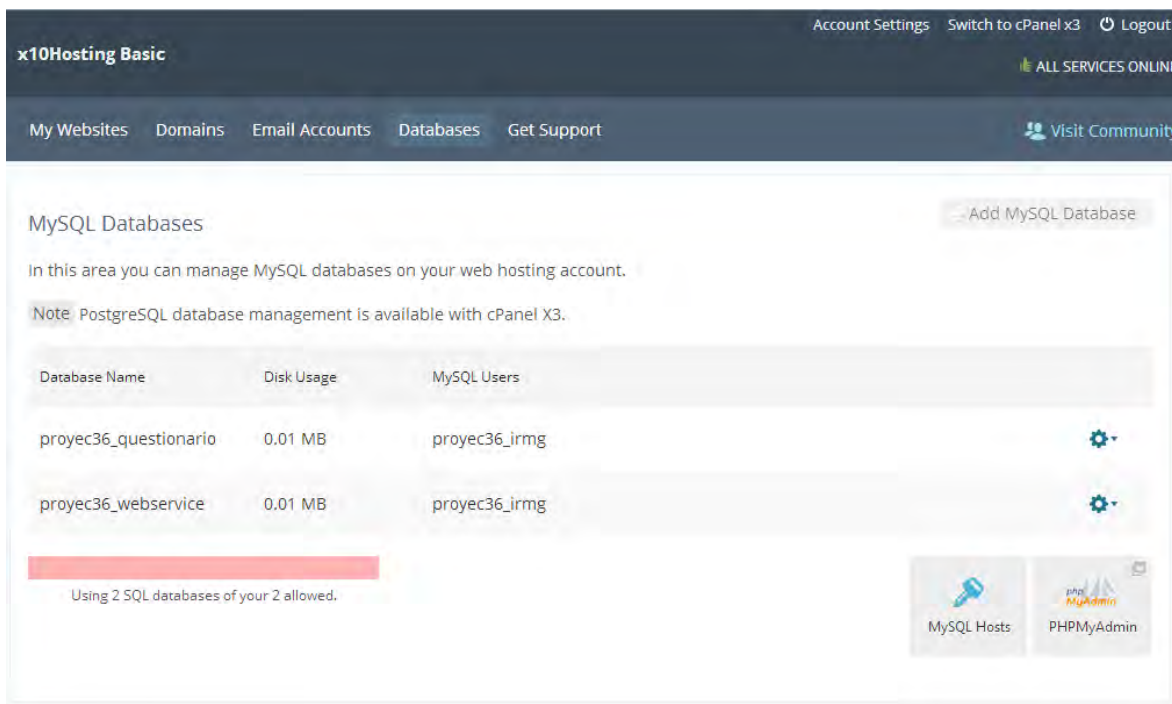 Account Settings Switch to cPanel x3 Logout
x10Hosting Basic
ALL SERVICES ONLINE
My Websites Domains Email Accounts Databases Get Support Visit Community
MySQL Databases Add MySQL Database
In this area you can manage MySQL databases on your web hosting account.
Note PostgreSQL database management is available with cPanel X3.
Database Name Disk Usage MySQL Users
proyec36_questionario 0.01 MB proyec36_irmg
proyec36_webservice 0.01 MB proyec36_irmg
Using 2 SQL databases of your 2 allowed.
php
MyAdmin
MySQL Hosts PHPMyAdmin